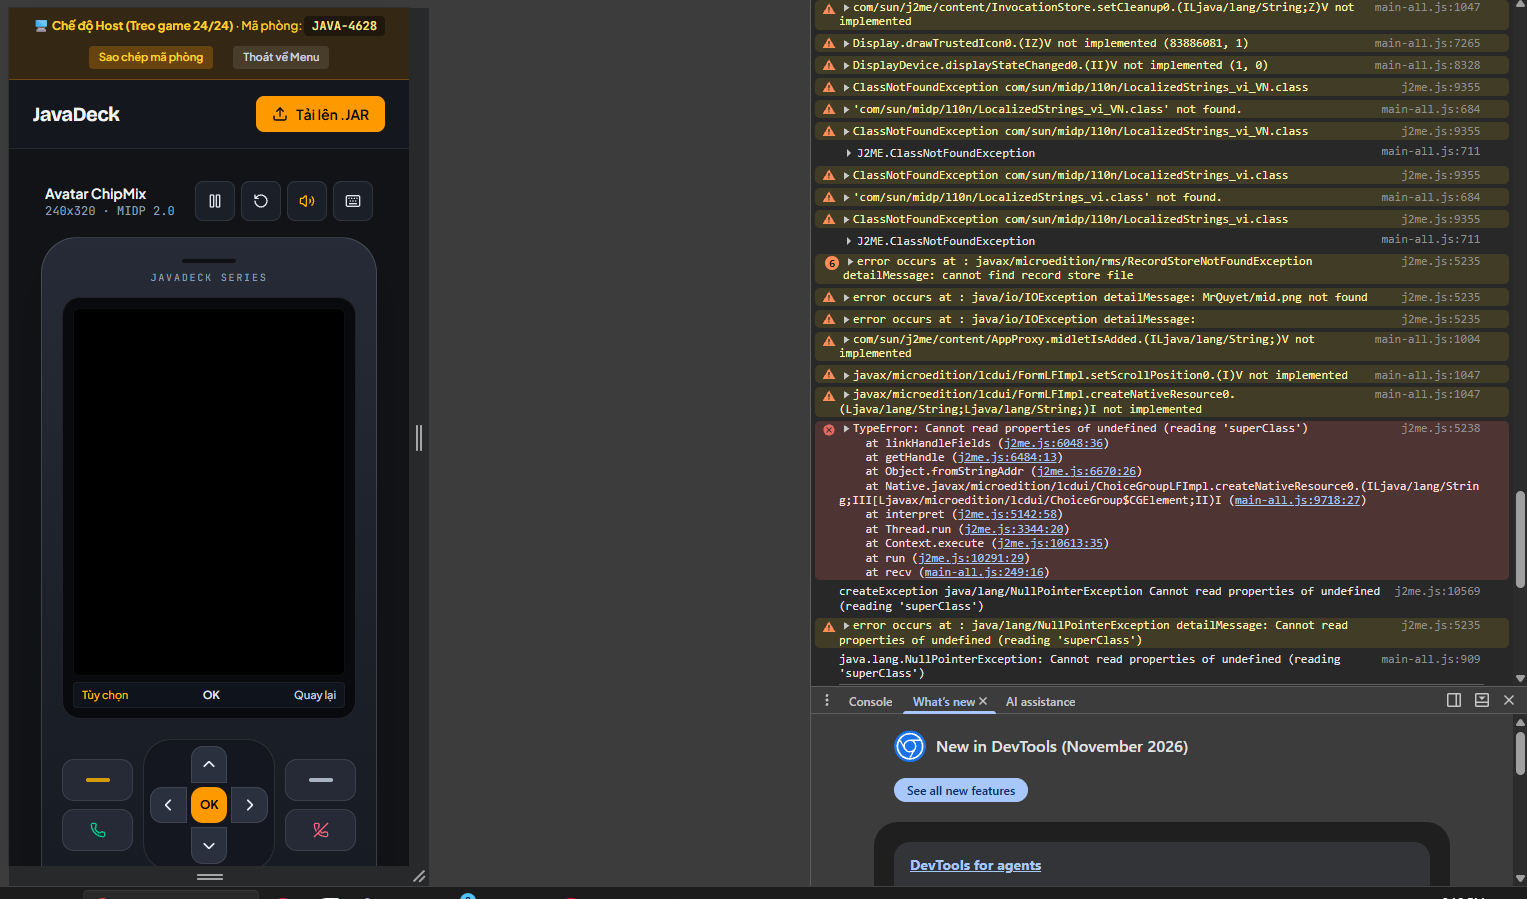 Chế độ Host (Treo game 24/24) · Mã phòng: JAVA-4628
Sao chép mã phòng
Thoát về Menu
JavaDeck
Tải lên .JAR
Avatar ChipMix
240x320 · MIDP 2.0
JAVADECK SERIES
Tùy chọn
OK
Quay lại
OK
com/sun/j2me/content/InvocationStore.setCleanup0.(ILjava/lang/String;Z)V not main-all.js:1047
implemented
Display.drawTrustedIcon0.(IZ)V not implemented (83886081, 1) main-all.js:7265
DisplayDevice.displayStateChanged0.(II)V not implemented (1, 0) main-all.js:8328
ClassNotFoundException com/sun/midp/l10n/LocalizedStrings_vi_VN.class j2me.js:9355
'com/sun/midp/l10n/LocalizedStrings_vi_VN.class' not found. main-all.js:684
ClassNotFoundException com/sun/midp/l10n/LocalizedStrings_vi_VN.class j2me.js:9355
J2ME.ClassNotFoundException main-all.js:711
ClassNotFoundException com/sun/midp/l10n/LocalizedStrings_vi.class j2me.js:9355
'com/sun/midp/l10n/LocalizedStrings_vi.class' not found. main-all.js:684
ClassNotFoundException com/sun/midp/l10n/LocalizedStrings_vi.class j2me.js:9355
J2ME.ClassNotFoundException main-all.js:711
6 error occurs at : javax/microedition/rms/RecordStoreNotFoundException j2me.js:5235
detailMessage: cannot find record store file
error occurs at : java/io/IOException detailMessage: MrQuyet/mid.png not found j2me.js:5235
error occurs at : java/io/IOException detailMessage: j2me.js:5235
com/sun/j2me/content/AppProxy.midletIsAdded.(ILjava/lang/String;)V not main-all.js:1004
implemented
javax/microedition/lcdui/FormLFImpl.setScrollPosition0.(I)V not implemented main-all.js:1047
javax/microedition/lcdui/FormLFImpl.createNativeResource0. main-all.js:1047
(Ljava/lang/String;Ljava/lang/String;)I not implemented
TypeError: Cannot read properties of undefined (reading 'superClass') j2me.js:5238
at linkHandleFields (j2me.js:6048:36)
at getHandle (j2me.js:6484:13)
at Object.fromStringAddr (j2me.js:6670:26)
at Native.javax/microedition/lcdui/ChoiceGroupLFImpl.createNativeResource0.(ILjava/lang/Strin
g;III[Ljavax/microedition/lcdui/ChoiceGroup$CGElement;II)I (main-all.js:9718:27)
at interpret (j2me.js:5142:58)
at Thread.run (j2me.js:3344:20)
at Context.execute (j2me.js:10613:35)
at run (j2me.js:10291:29)
at recv (main-all.js:249:16)
createException java/lang/NullPointerException Cannot read properties of undefined j2me.js:10569
(reading 'superClass')
error occurs at : java/lang/NullPointerException detailMessage: Cannot read j2me.js:5235
properties of undefined (reading 'superClass')
java.lang.NullPointerException: Cannot read properties of undefined (reading main-all.js:909
'superClass')
Console
What's new
AI assistance
New in DevTools (November 2026)
See all new features
DevTools for agents